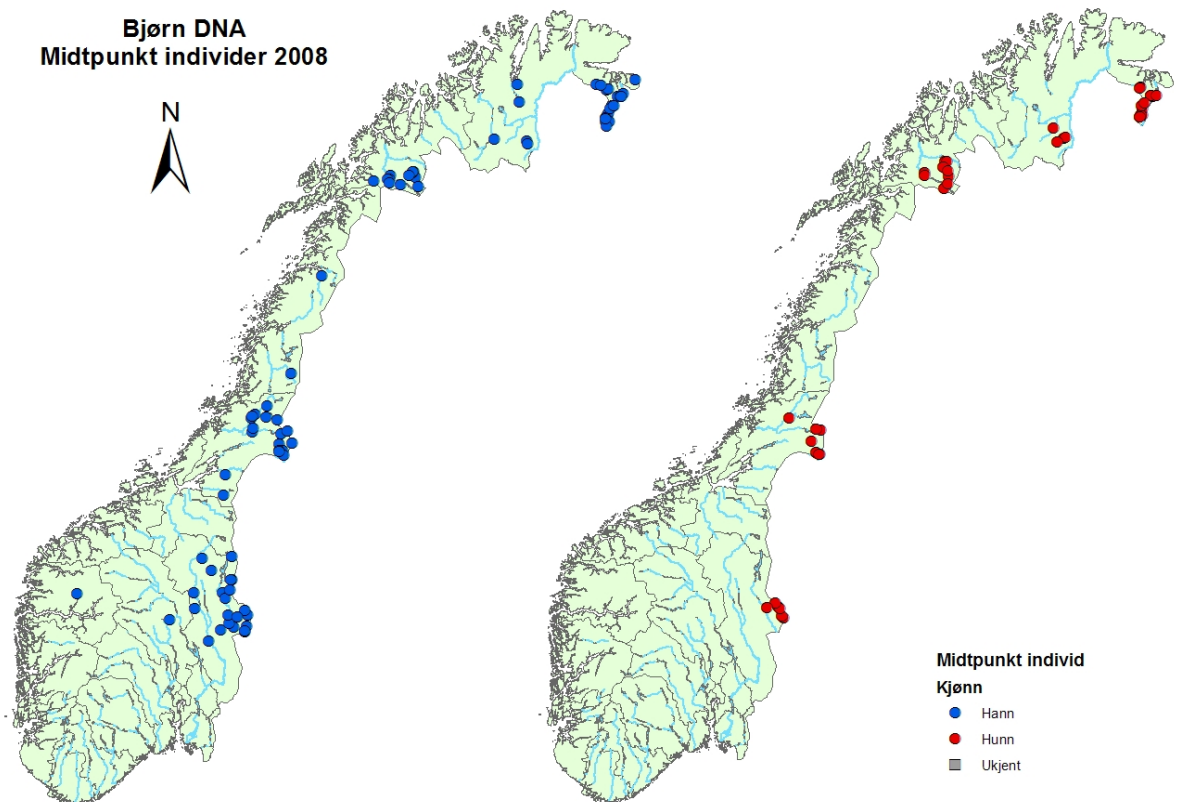 Bjørn DNA
Midtpunkt individer 2008
N
Midtpunkt individ
Kjønn
Hann
Hunn
Ukjent